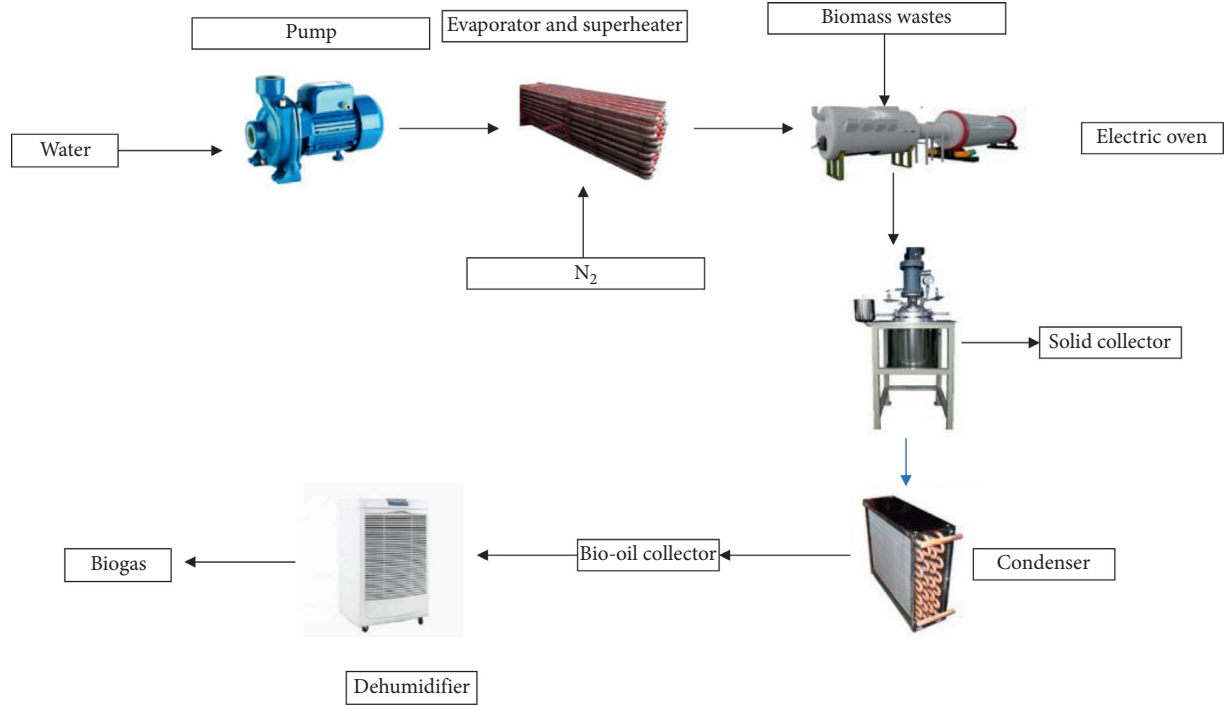 Pump
Evaporator and superheater
Biomass wastes
Water
Electric oven
N₂
Solid collector
Biogas
Bio-oil collector
Condenser
Dehumidifier